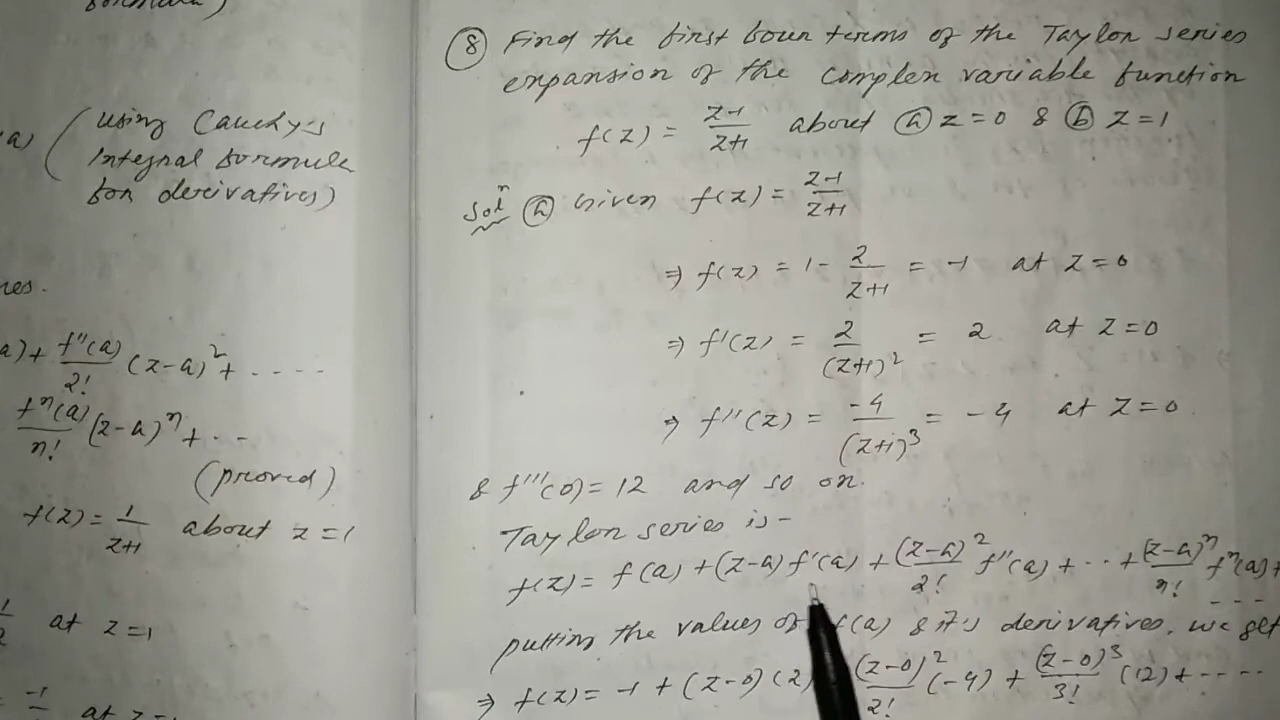 a) (using Cauchy's
integral formula
for derivatives)
res.
a) + f''(a)/2! (z-a)² + ....
fⁿ(a)/n! (z-a)ⁿ + ..
(proved)
f(z) = 1/z+1 about z=1
at z=1
at z=
⑧ Find the first four terms of the Taylor series
expansion of the complex variable function
f(z) = z-1/z+1 about ⓐ z=0 & ⓑ z=1
Solⁿ ⓐ Given f(z) = z-1/z+1
⇒ f(z) = 1 - 2/z+1 = -1 at z=0
⇒ f'(z) = 2/(z+1)² = 2 at z=0
⇒ f''(z) = -4/(z+1)³ = -4 at z=0
& f'''(0) = 12 and so on.
Taylor series is -
f(z) = f(a) + (z-a) f'(a) + (z-a)²/2! f''(a) + .. + (z-a)ⁿ/n! fⁿ(a) + ----
putting the values of f(a) & it's derivatives, we get
⇒ f(z) = -1 + (z-0)(2) (z-0)²/2! (-4) + (z-0)³/3! (12) + ----